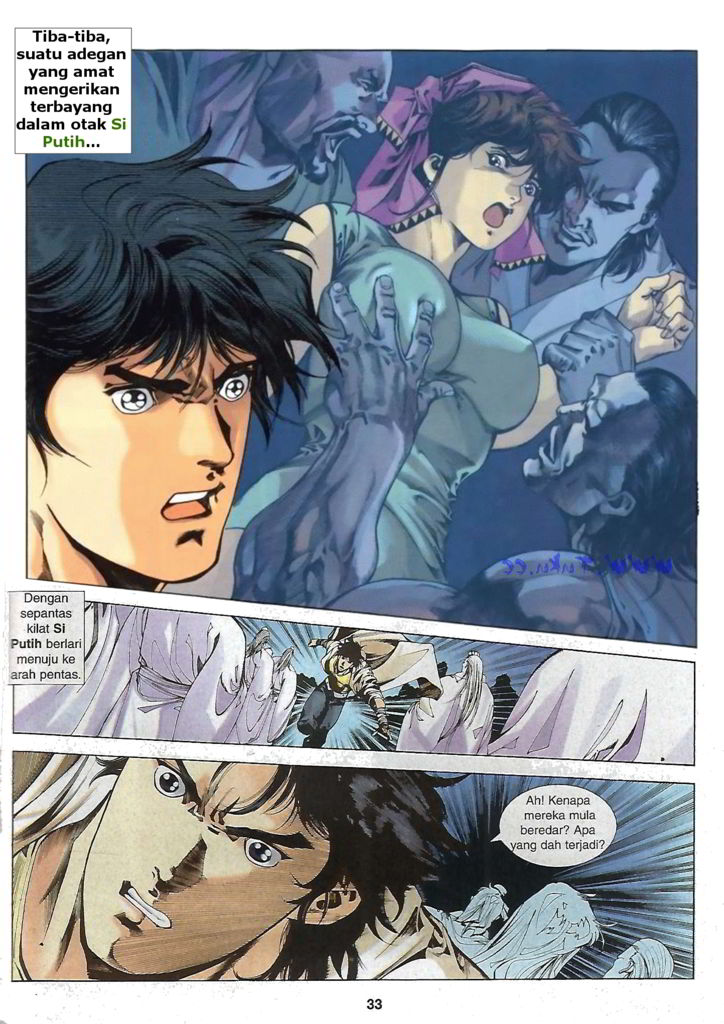 Tiba-tiba,
suatu adegan
yang amat
mengerikan
terbayang
dalam otak Si
Putih...
Dengan
sepantas
kilat Si
Putih berlari
menuju ke
arah pentas.
Ah! Kenapa
mereka mula
beredar? Apa
yang dah terjadi?
33